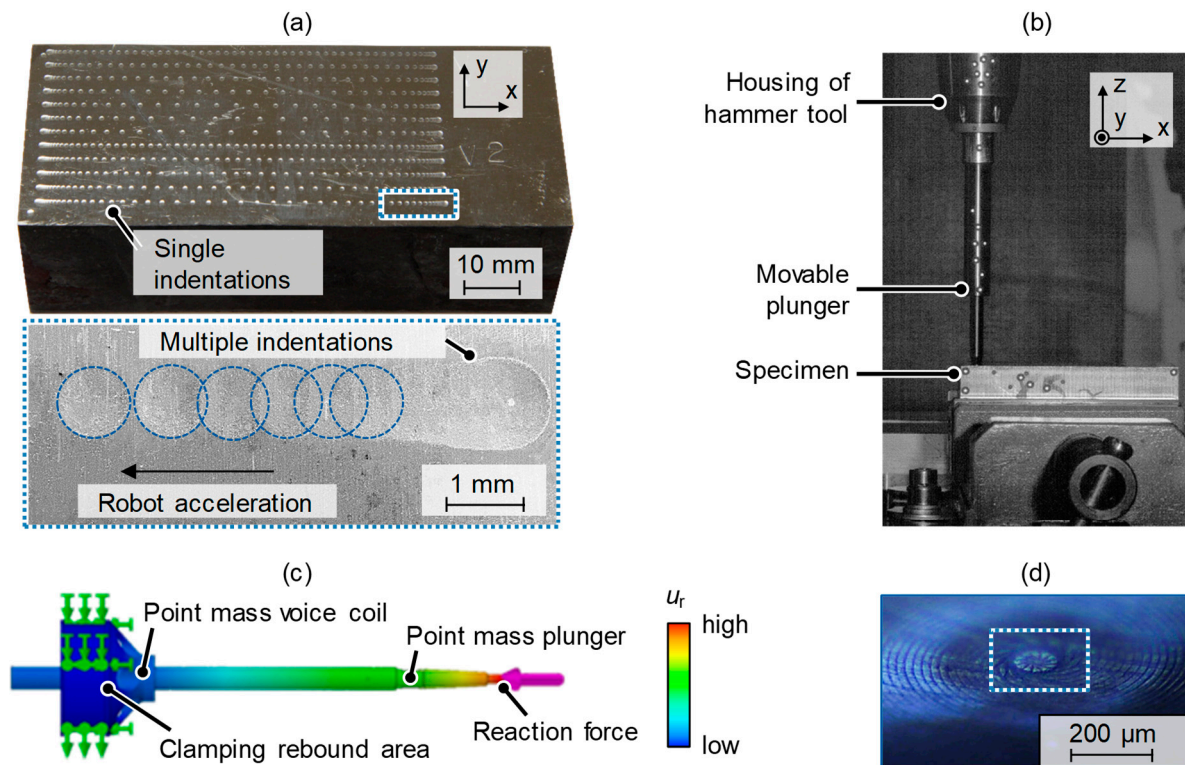 (a)
y
x
V2
Single
indentations
10 mm
Multiple indentations
Robot acceleration
1 mm
(b)
Housing of
hammer tool
z
y
x
Movable
plunger
Specimen
(c)
Point mass voice coil
Point mass plunger
Clamping rebound area
Reaction force
ur
high
low
(d)
200 µm